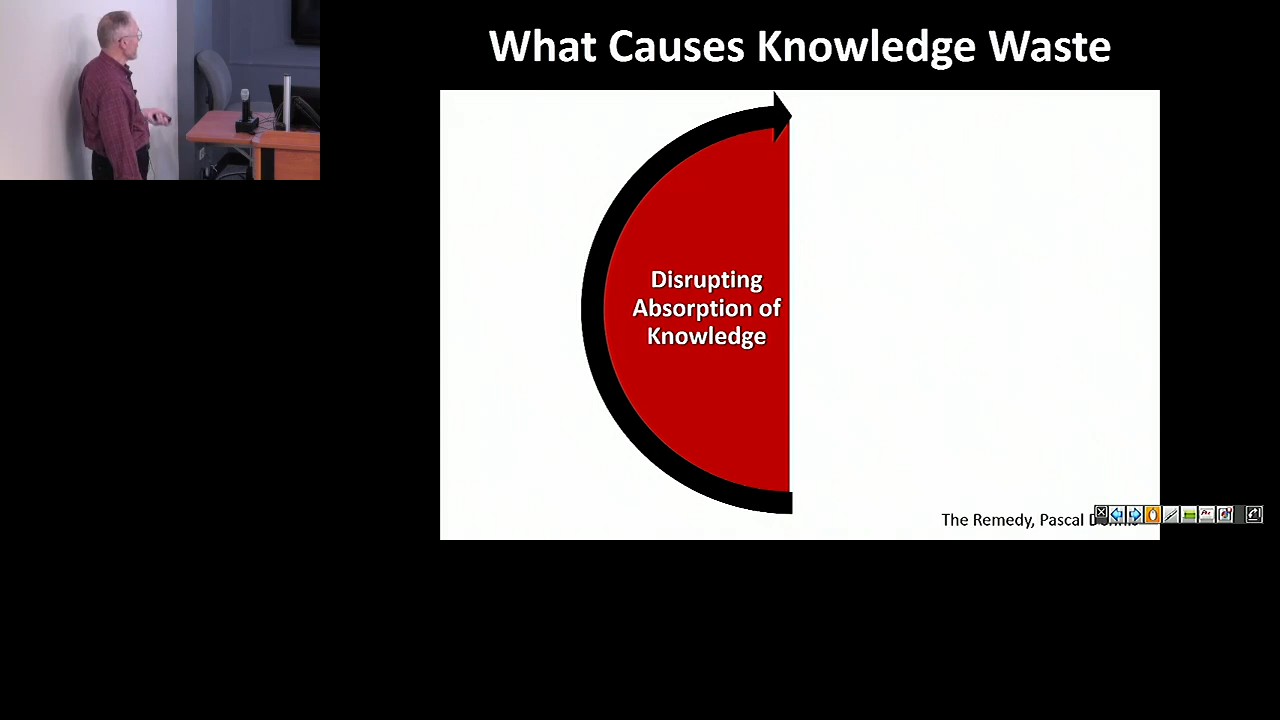 What Causes Knowledge Waste
Disrupting
Absorption of
Knowledge
The Remedy, Pascal